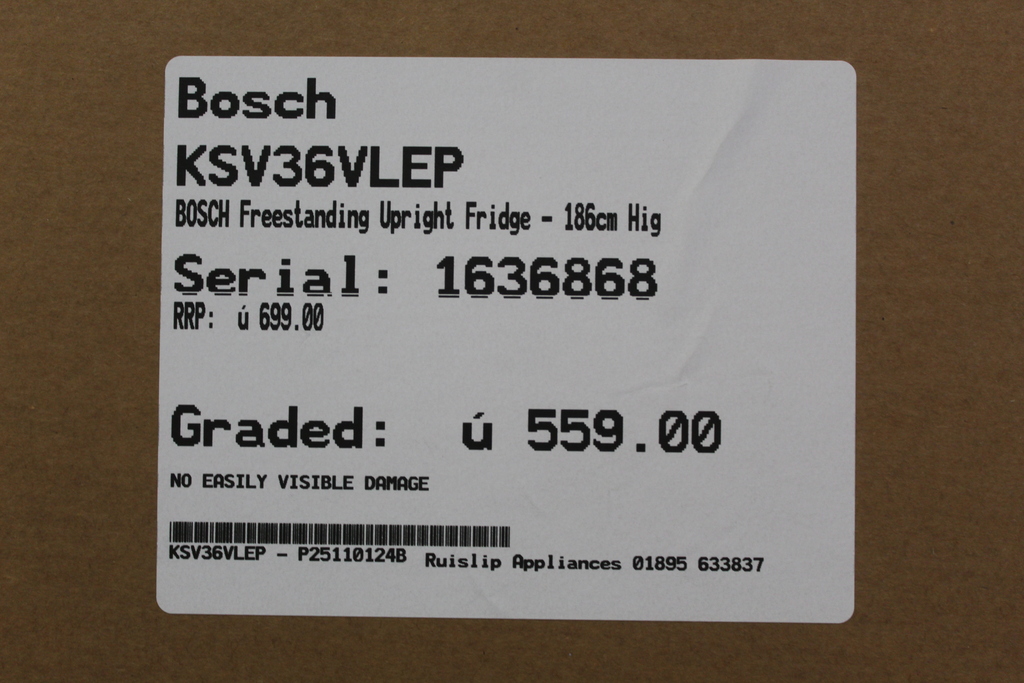 Bosch
KSV36VLEP
BOSCH Freestanding Upright Fridge - 186cm Hig
Serial: 1636868
RRP: ú 699.00
Graded: ú 559.00
NO EASILY VISIBLE DAMAGE
KSV36VLEP - P25110124B Ruislip Appliances 01895 633837